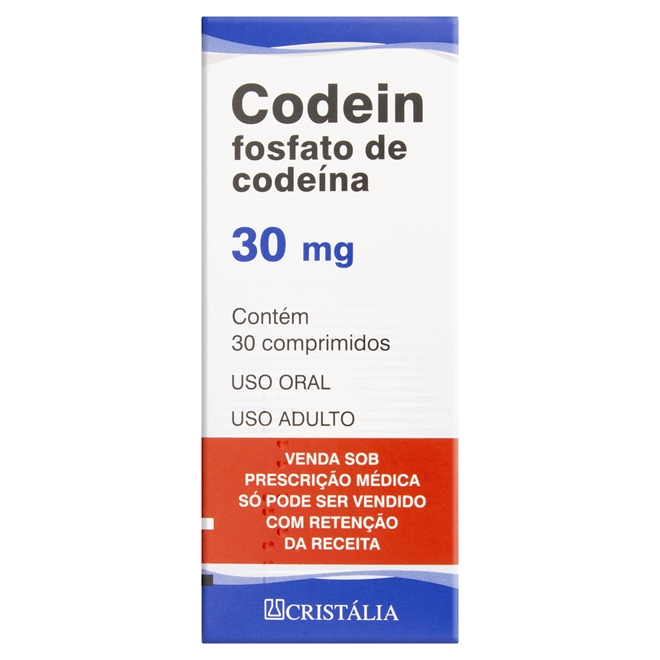 Codein
fosfato de
codeína
30 mg
Contém
30 comprimidos
USO ORAL
USO ADULTO
VENDA SOB
PRESCRIÇÃO MÉDICA
SÓ PODE SER VENDIDO
COM RETENÇÃO
DA RECEITA
CRISTÁLIA